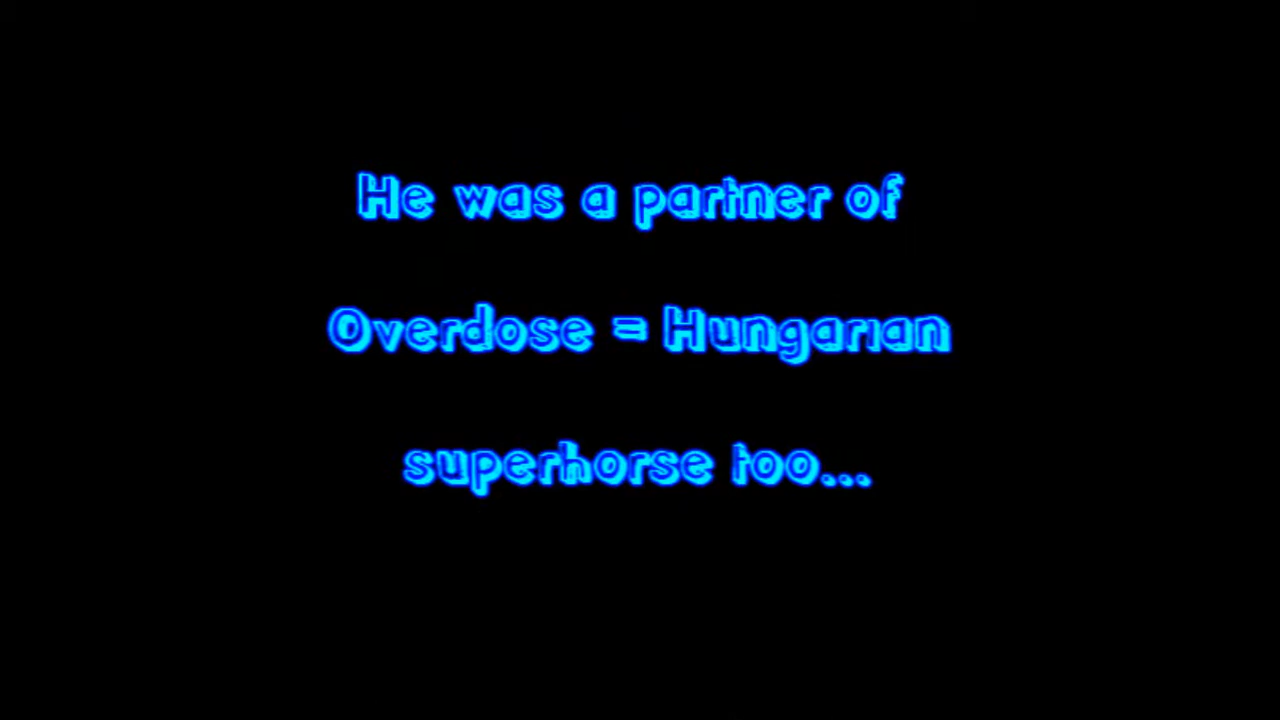 He was a partner of
Overdose = Hungarian
superhorse too...